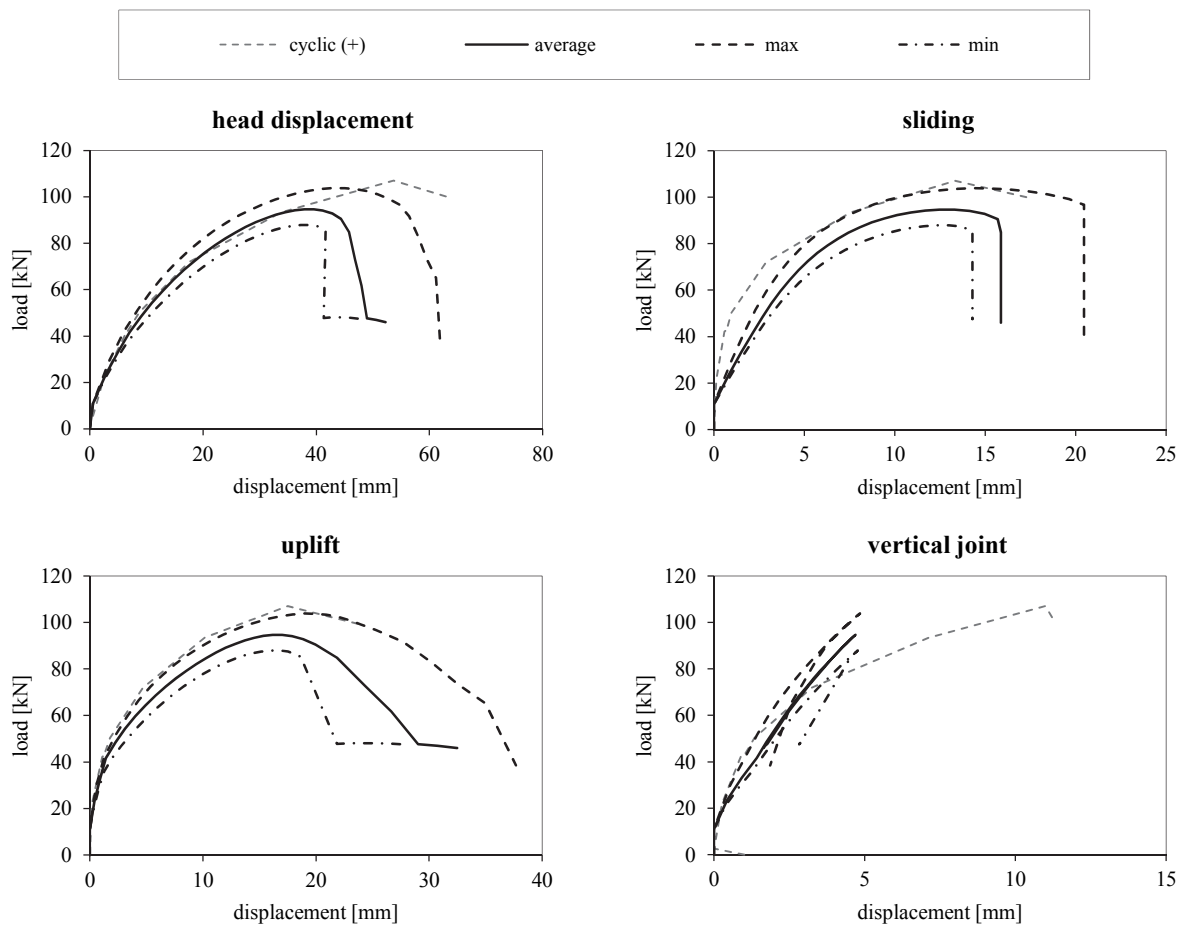 cyclic (+) average max min
head displacement
120
100
80
60
40
20
0
load [kN]
0 20 40 60 80
displacement [mm]
sliding
120
100
80
60
40
20
0
load [kN]
0 5 10 15 20 25
displacement [mm]
uplift
120
100
80
60
40
20
0
load [kN]
0 10 20 30 40
displacement [mm]
vertical joint
120
100
80
60
40
20
0
load [kN]
0 5 10 15
displacement [mm]